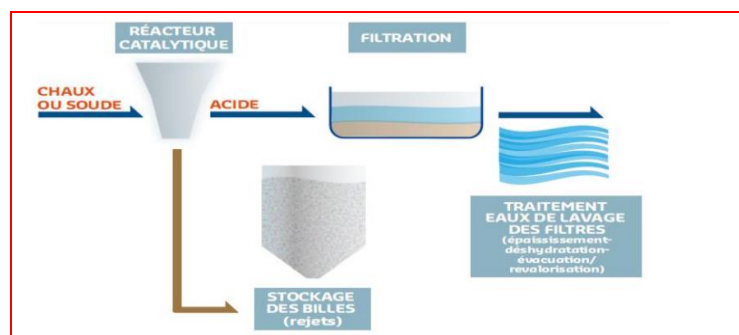 RÉACTEUR
CATALYTIQUE
FILTRATION
CHAUX
OU SOUDE
ACIDE
TRAITEMENT
EAUX DE LAVAGE
DES FILTRES
(épaississement-
déshydratation-
évacuation/
revalorisation)
STOCKAGE
DES BILLES
(rejets)